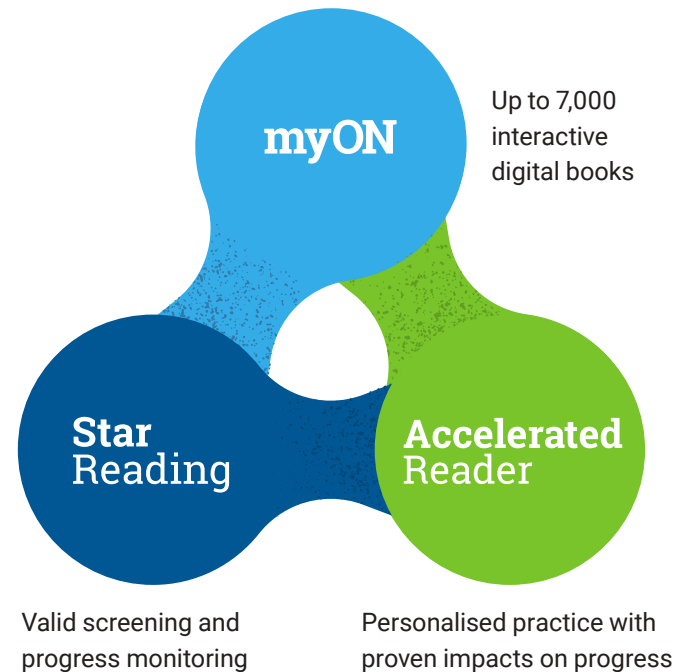 myON
Up to 7,000
interactive
digital books
Star
Reading
Accelerated
Reader
Valid screening and
progress monitoring
Personalised practice with
proven impacts on progress